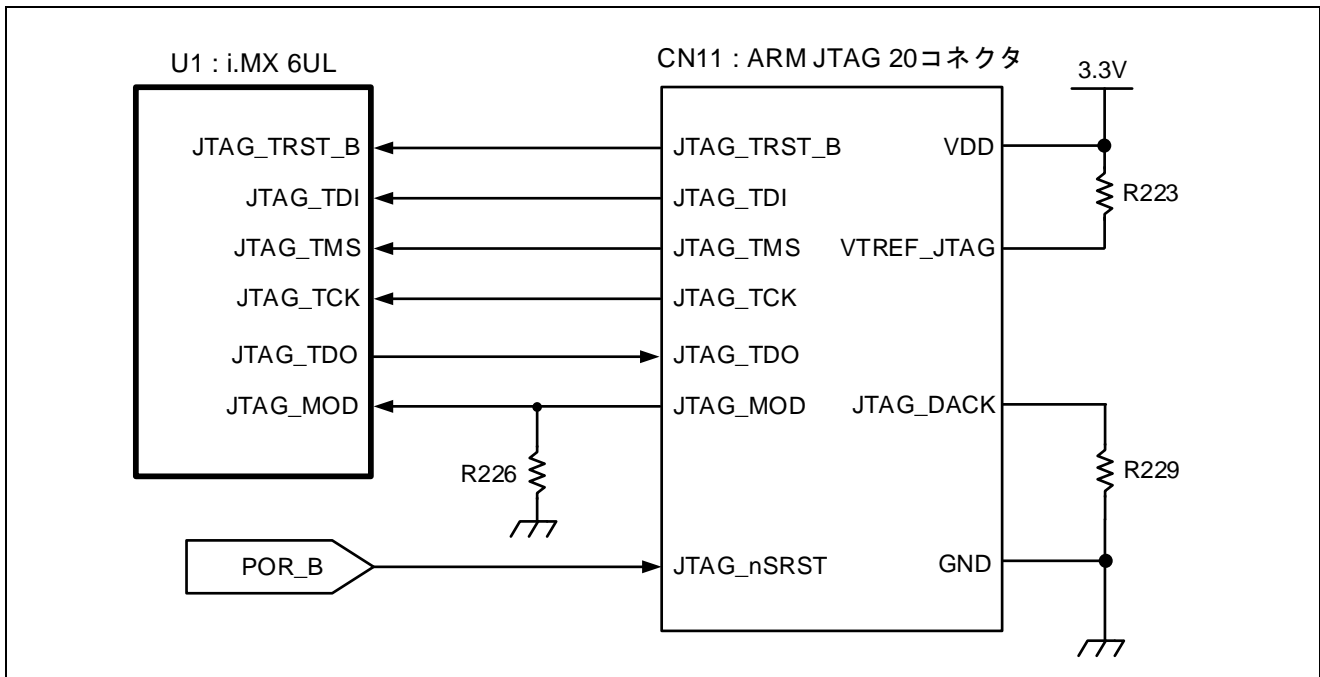 U1 : i.MX 6UL
CN11 : ARM JTAG 20コネクタ
3.3V
JTAG_TRST_B
JTAG_TRST_B
VDD
JTAG_TDI
JTAG_TDI
R223
JTAG_TMS
JTAG_TMS
VTREF_JTAG
JTAG_TCK
JTAG_TCK
JTAG_TDO
JTAG_TDO
JTAG_MOD
JTAG_MOD
JTAG_DACK
R226
R229
POR_B
JTAG_nSRST
GND